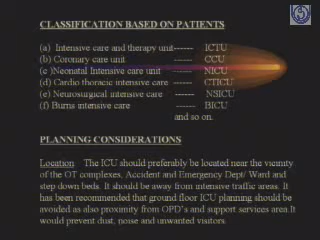 CLASSIFICATION BASED ON PATIENTS
(a) Intensive care and therapy unit------ ICTU
(b) Coronary care unit ------ CCU
(c )Neonatal Intensive care unit ------ NICU
(d) Cardio thoracic intensive care ------ CTICU
(e) Neurosurgical intensive care ------ NSICU
(f) Burns intensive care ------ BICU
and so on.
PLANNING CONSIDERATIONS
Location: The ICU should preferably be located near the vicinity
of the OT complexes, Accident and Emergency Dept/ Ward and
step down beds. It should be away from intensive traffic areas. It
has been recommended that ground floor ICU planning should be
avoided as also proximity from OPD's and support services area.It
would prevent dust, noise and unwanted visitors.